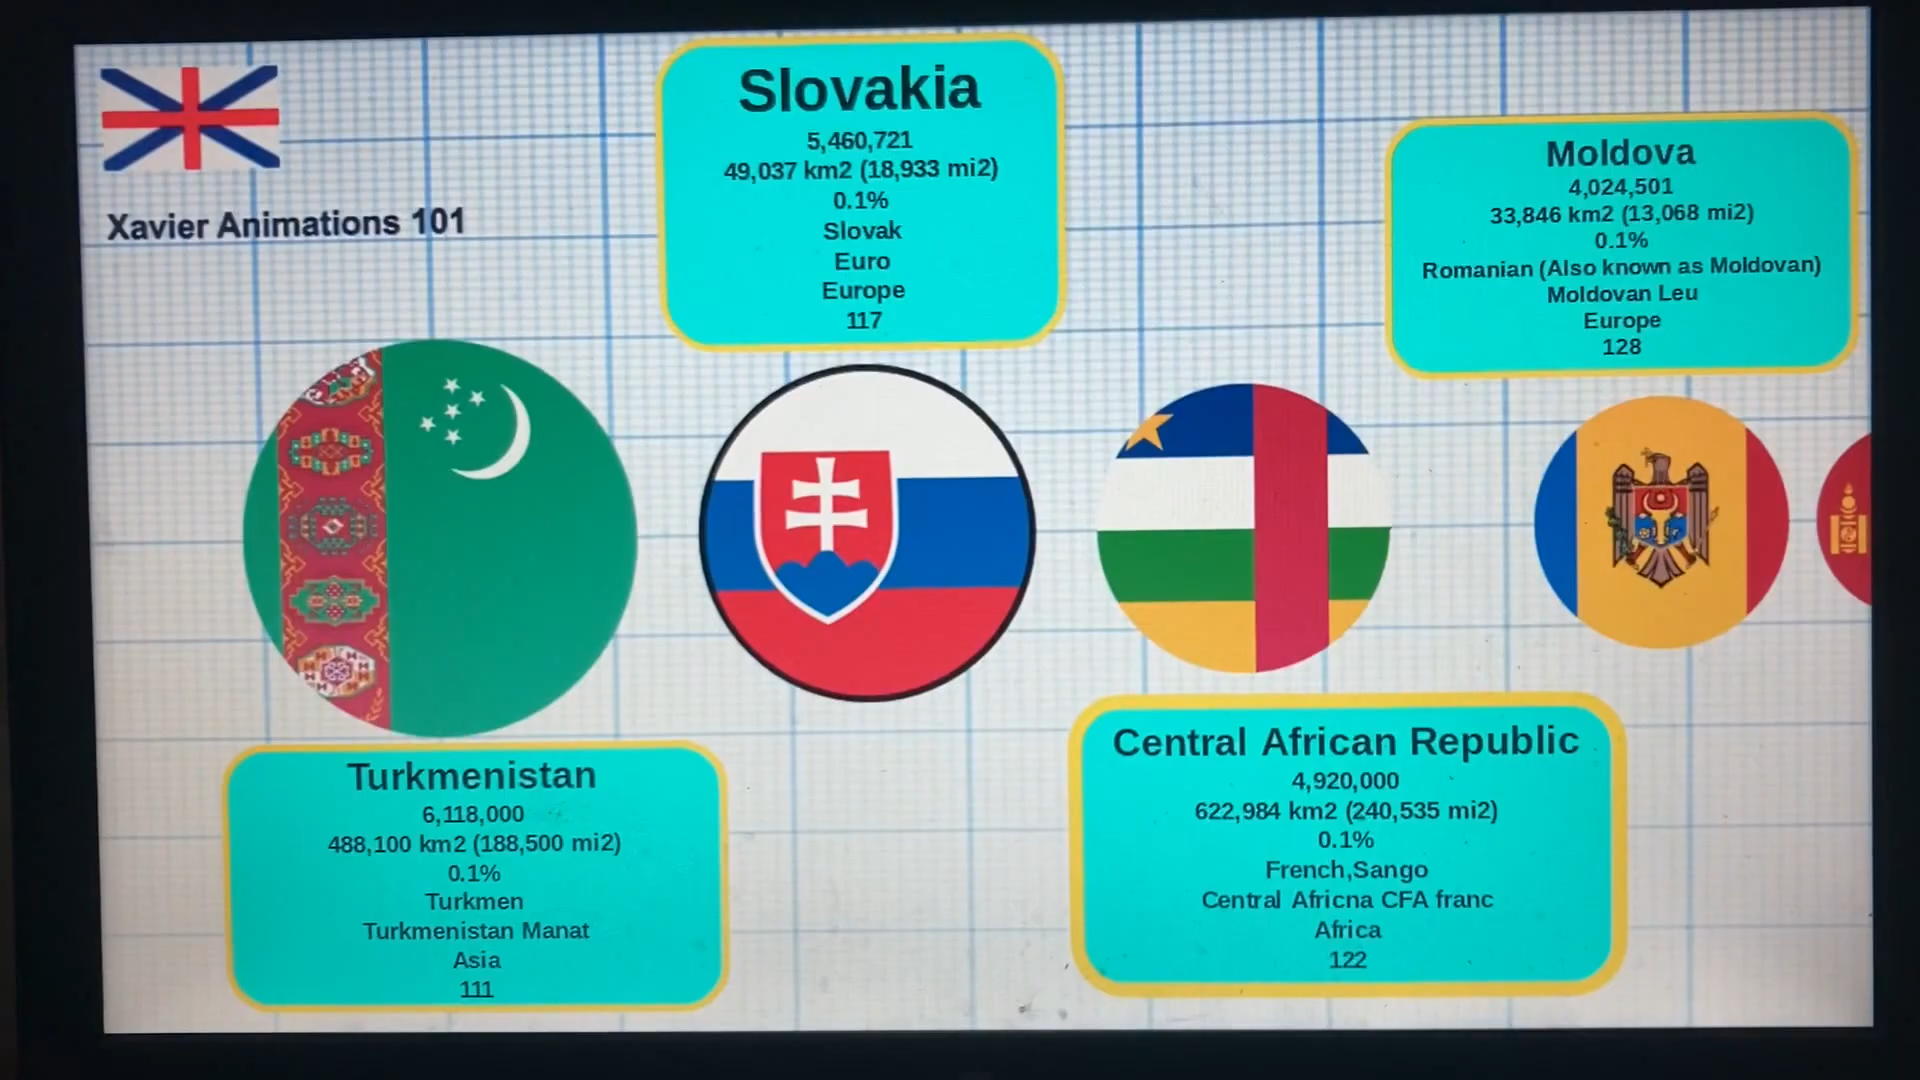 Xavier Animations 101
Slovakia
5,460,721
49,037 km2 (18,933 mi2)
0.1%
Slovak
Euro
Europe
117
Moldova
4,024,501
33,846 km2 (13,068 mi2)
0.1%
Romanian (Also known as Moldovan)
Moldovan Leu
Europe
128
Turkmenistan
6,118,000
488,100 km2 (188,500 mi2)
0.1%
Turkmen
Turkmenistan Manat
Asia
111
Central African Republic
4,920,000
622,984 km2 (240,535 mi2)
0.1%
French,Sango
Central Africna CFA franc
Africa
122